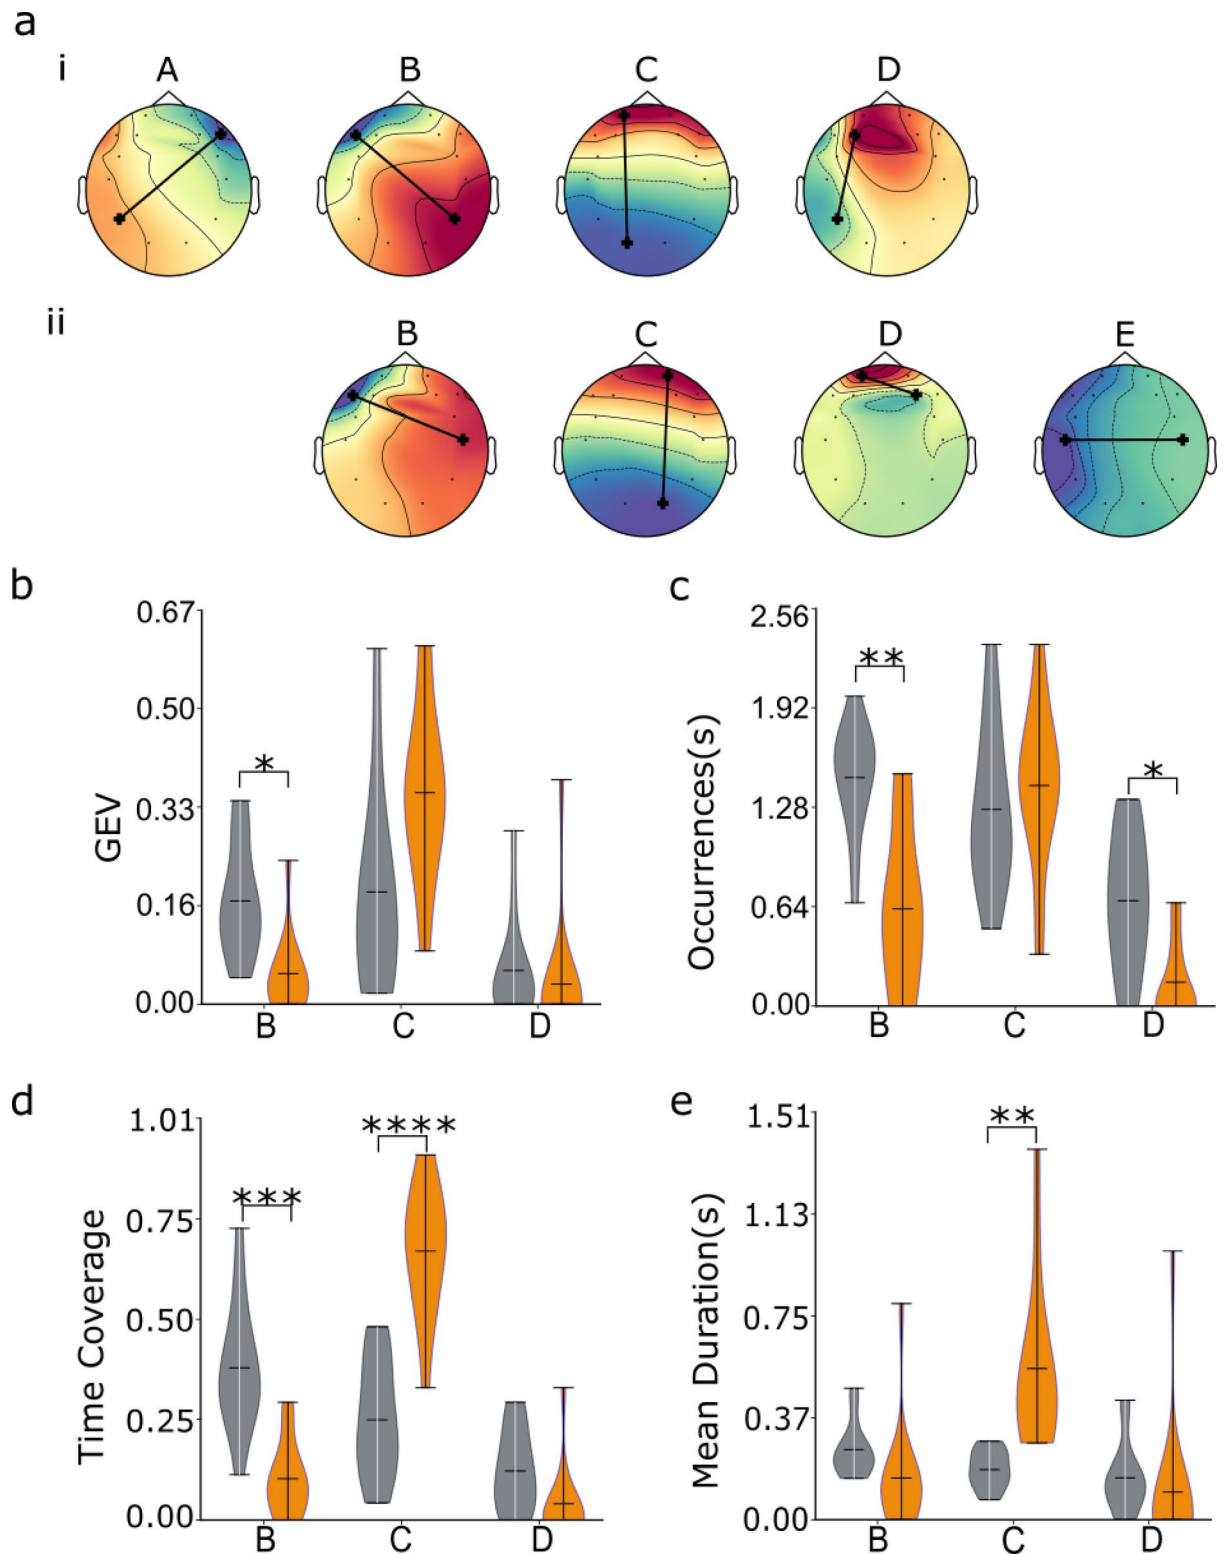 a
i
A B C D
ii
B C D E
b
GEV
0.67
0.50
0.33
0.16
0.00
*
B C D
c
Occurrences(s)
2.56
1.92
1.28
0.64
0.00
**
*
B C D
d
Time Coverage
1.01
0.75
0.50
0.25
0.00
***
****
B C D
e
Mean Duration(s)
1.51
1.13
0.75
0.37
0.00
**
B C D